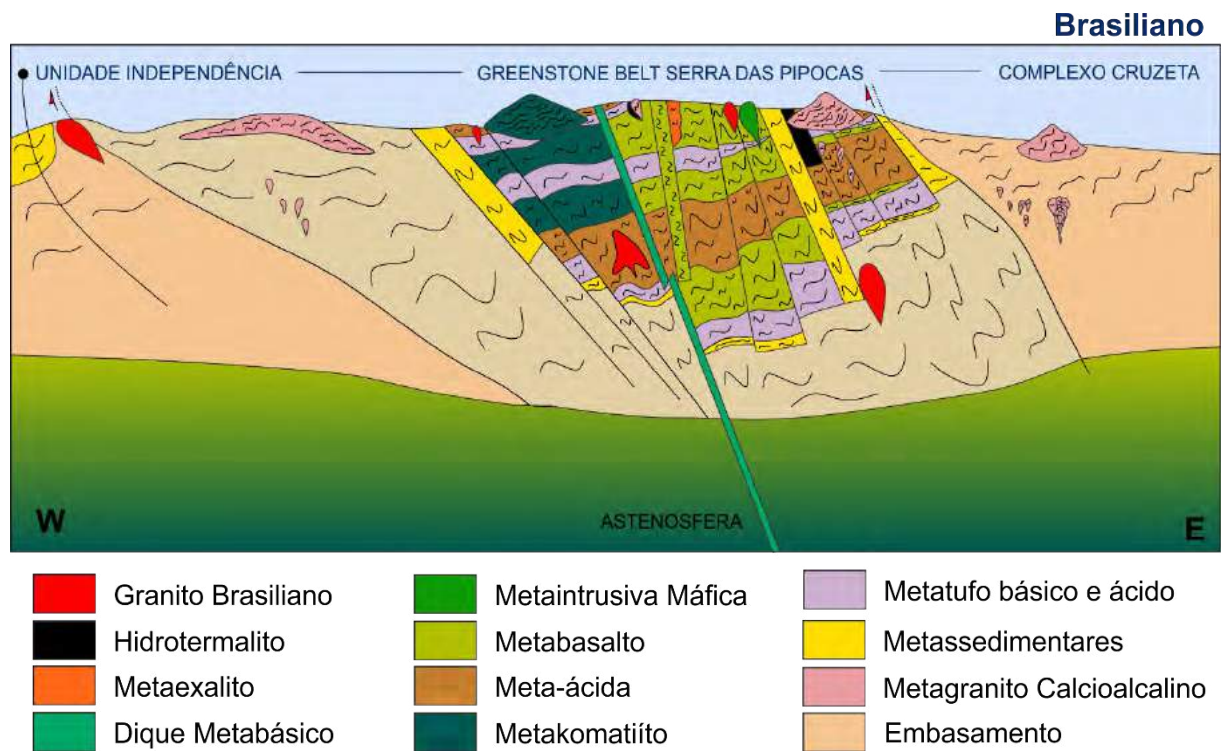 Brasiliano
UNIDADE INDEPENDÊNCIA GREENSTONE BELT SERRA DAS PIPOCAS COMPLEXO CRUZETA
ASTENOSFERA
W E
Granito Brasiliano Metaintrusiva Máfica Metatufo básico e ácido
Hidrotermalito Metabasalto Metassedimentares
Metaexalito Meta-ácida Metagranito Calcioalcalino
Dique Metabásico Metakomatiíto Embasamento